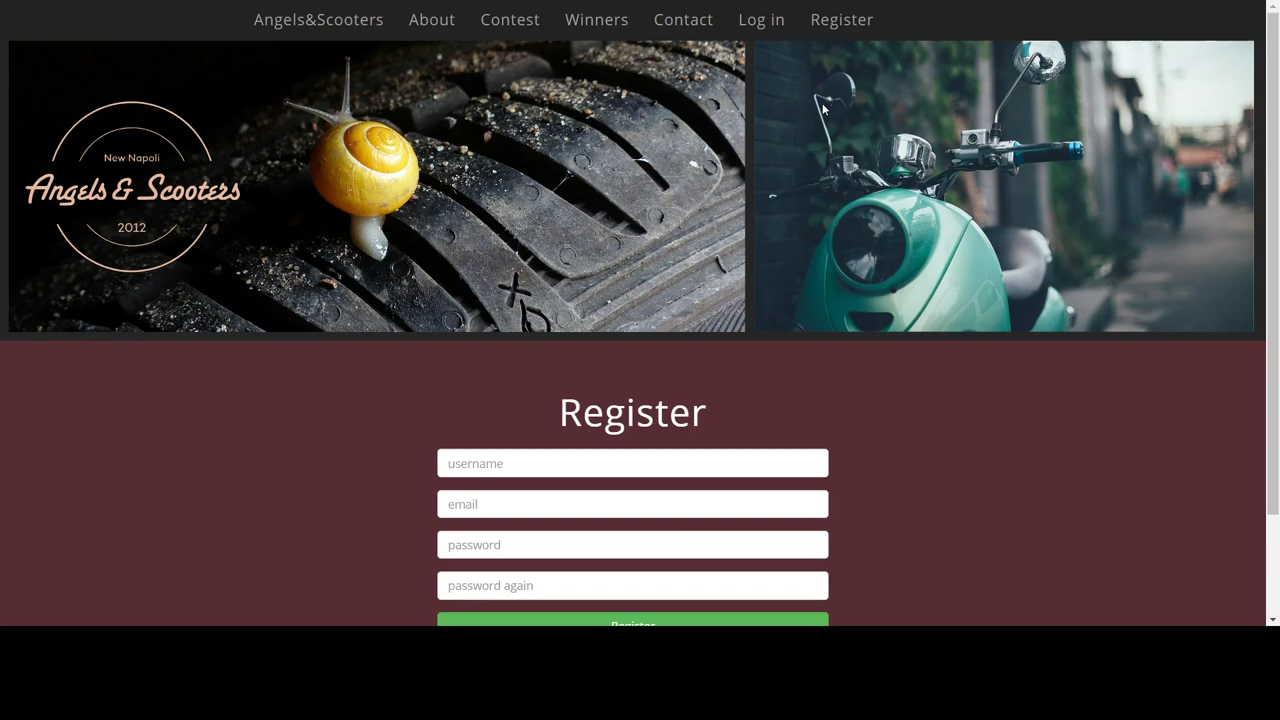 Angels&Scooters About Contest Winners Contact Log in Register
New Napoli
Angels & Scooters
2012
Register
username
email
password
password again
Register